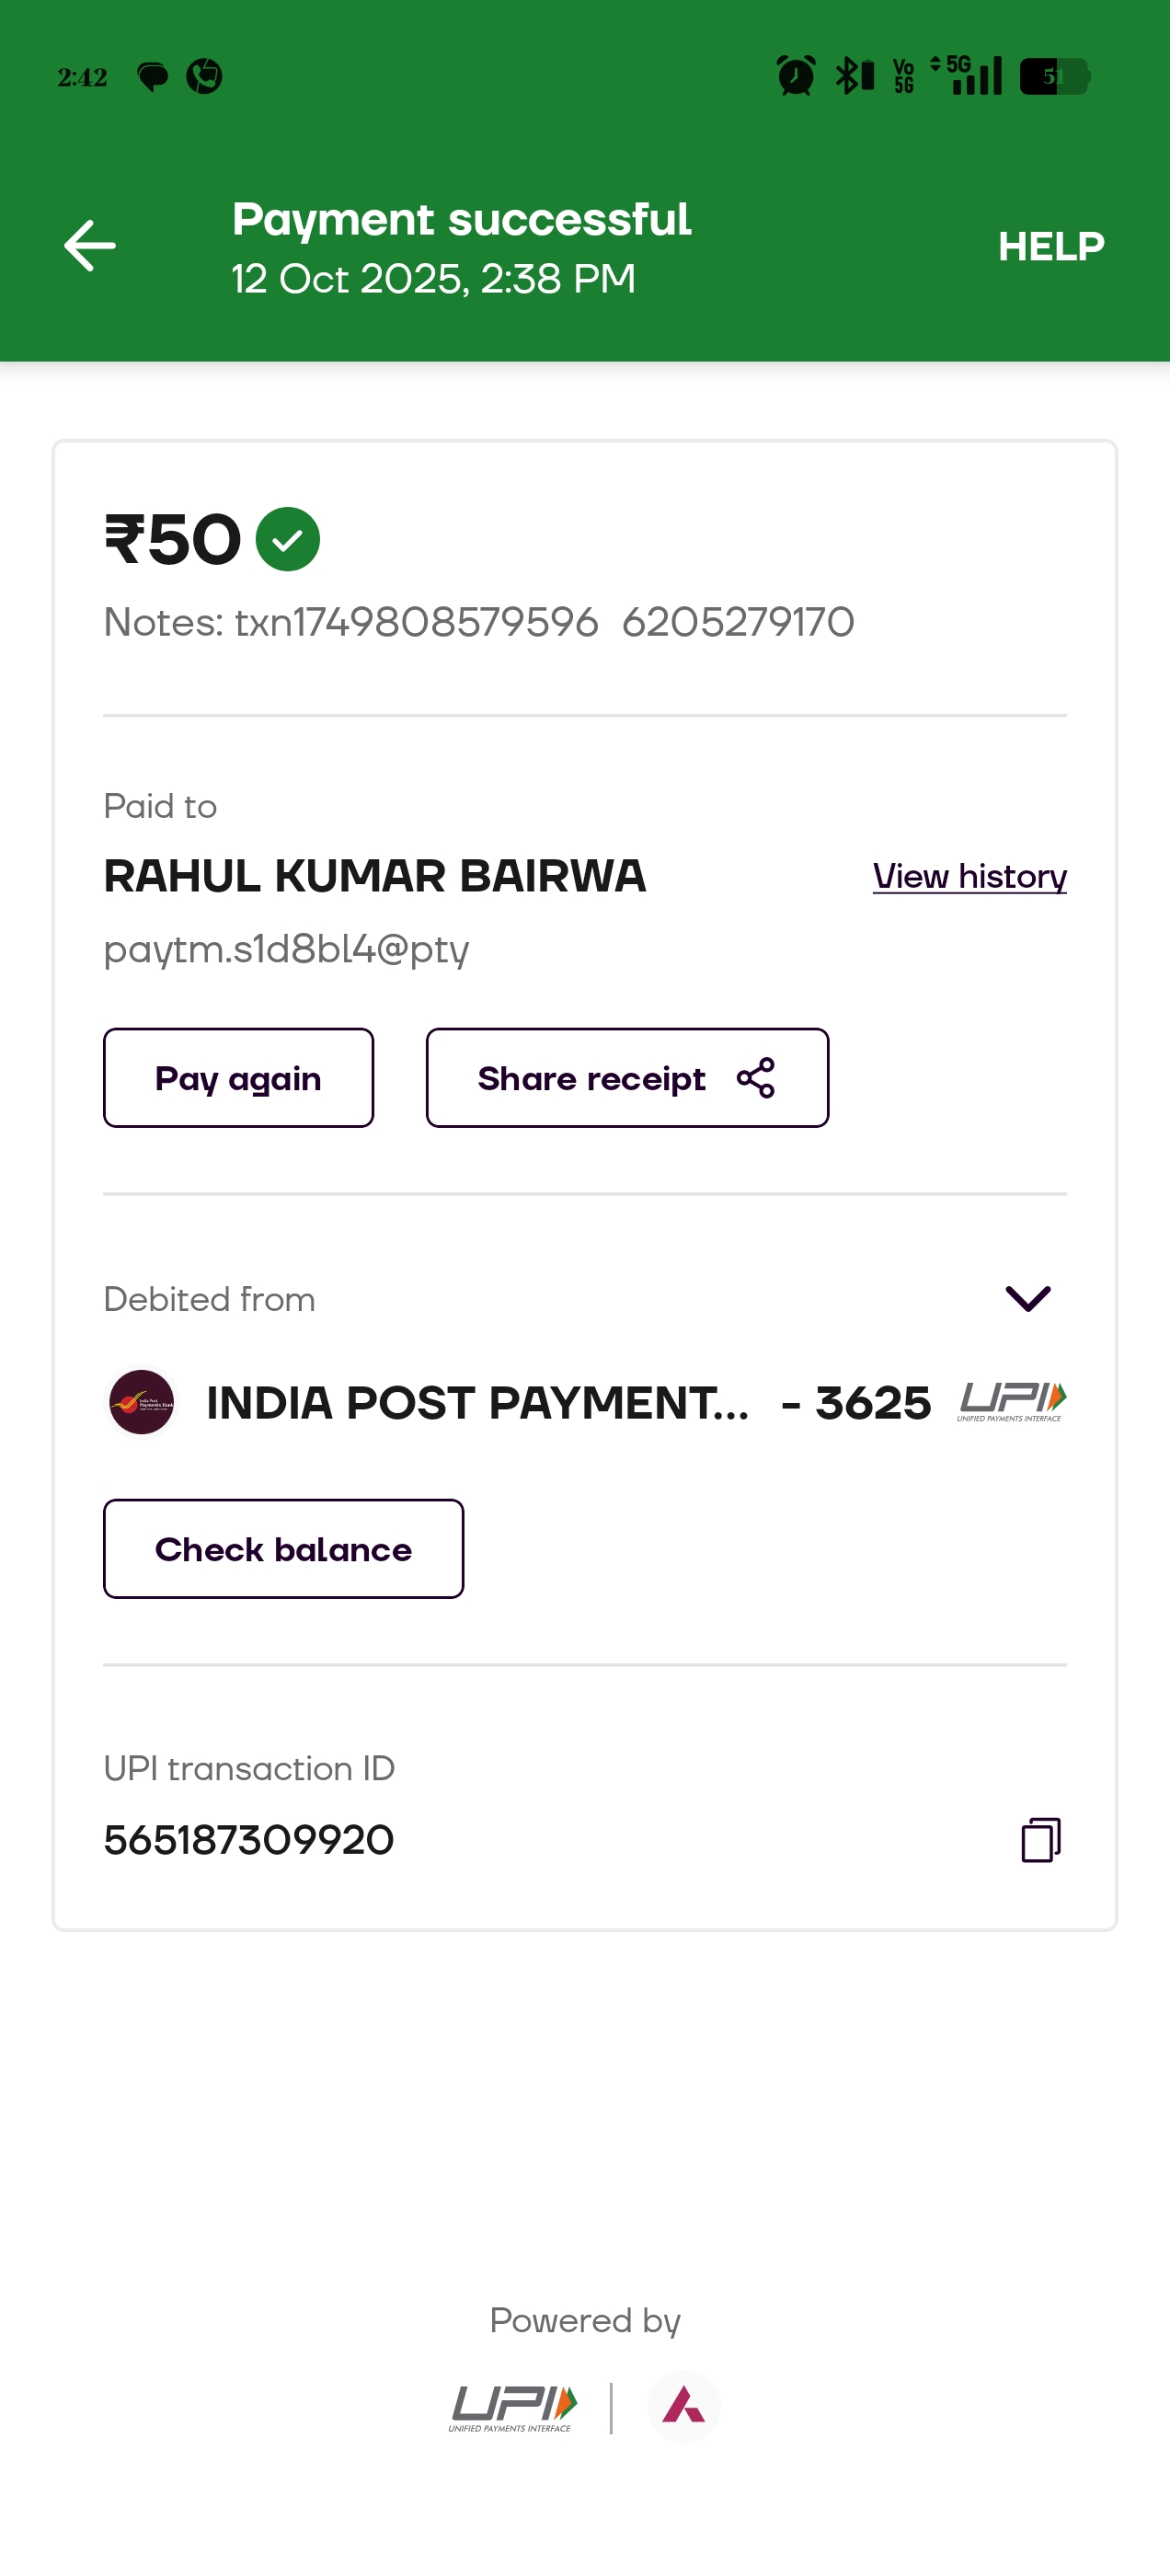 2:42 Vo 5G 5G 51
Payment successful
12 Oct 2025, 2:38 PM
HELP
₹50
Notes: txn1749808579596 6205279170
Paid to
RAHUL KUMAR BAIRWA
View history
paytm.s1d8bl4@pty
Pay again
Share receipt
Debited from
INDIA POST PAYMENT... - 3625
UPI
UNIFIED PAYMENTS INTERFACE
Check balance
UPI transaction ID
565187309920
Powered by
UPI
UNIFIED PAYMENTS INTERFACE